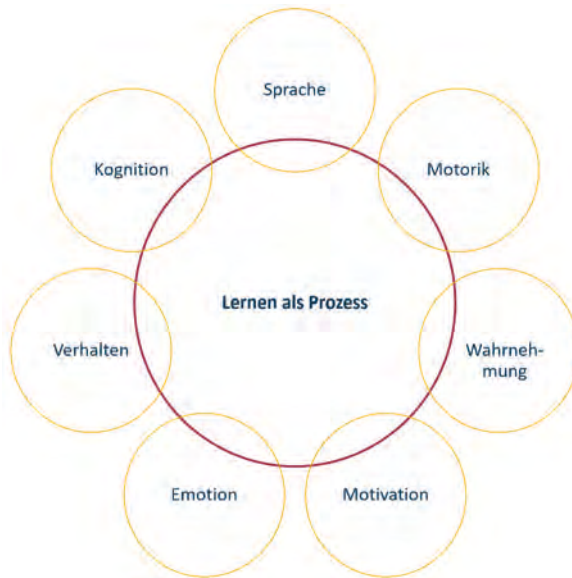 Sprache
Kognition
Motorik
Lernen als Prozess
Verhalten
Wahrneh-
mung
Emotion
Motivation